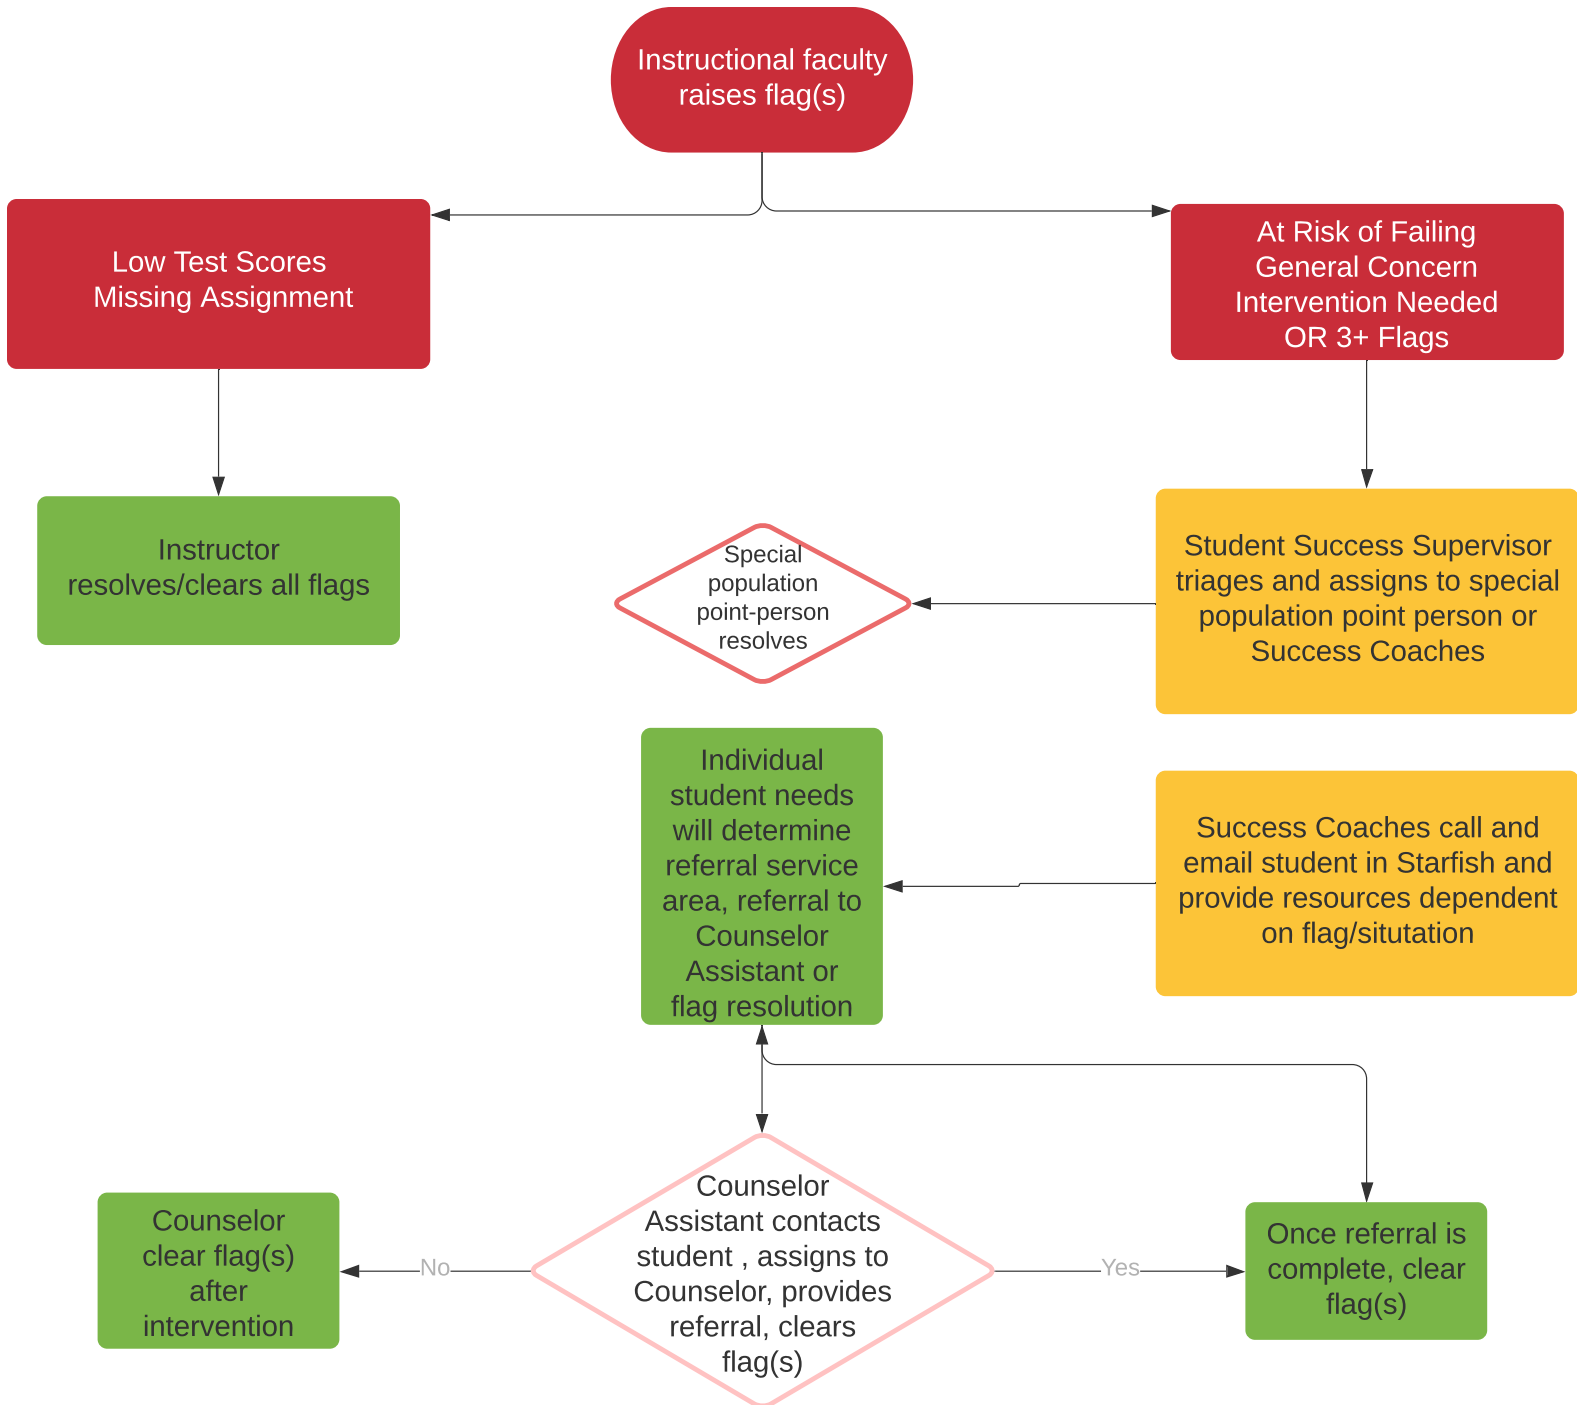 Instructional faculty
raises flag(s)
Low Test Scores
Missing Assignment
At Risk of Failing
General Concern
Intervention Needed
OR 3+ Flags
Instructor
resolves/clears all flags
Special
population
point-person
resolves
Student Success Supervisor
triages and assigns to special
population point person or
Success Coaches
Individual
student needs
will determine
referral service
area, referral to
Counselor
Assistant or
flag resolution
Success Coaches call and
email student in Starfish and
provide resources dependent
on flag/situtation
Counselor
clear flag(s)
after
intervention
No
Counselor
Assistant contacts
student , assigns to
Counselor, provides
referral, clears
flag(s)
Yes
Once referral is
complete, clear
flag(s)